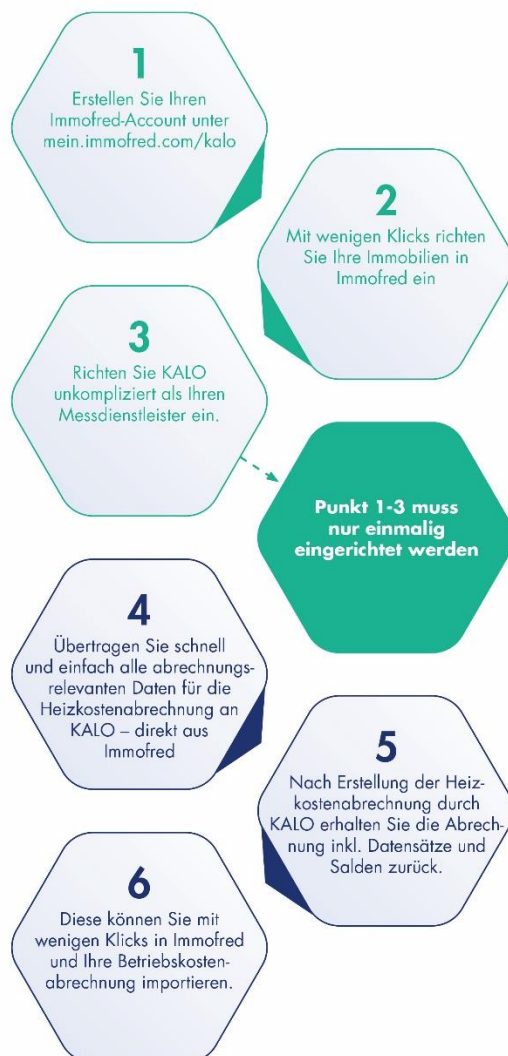 1
Erstellen Sie Ihren
Immofred-Account unter
mein.immofred.com/kalo
2
Mit wenigen Klicks richten
Sie Ihre Immobilien in
Immofred ein
3
Richten Sie KALO
unkompliziert als Ihren
Messdienstleister ein.
Punkt 1-3 muss
nur einmalig
eingerichtet werden
4
Übertragen Sie schnell
und einfach alle abrechnungs-
relevanten Daten für die
Heizkostenabrechnung an
KALO – direkt aus
Immofred
5
Nach Erstellung der Heiz-
kostenabrechnung durch
KALO erhalten Sie die Abrech-
nung inkl. Datensätze und
Salden zurück.
6
Diese können Sie mit
wenigen Klicks in Immofred
und Ihre Betriebskosten-
abrechnung importieren.